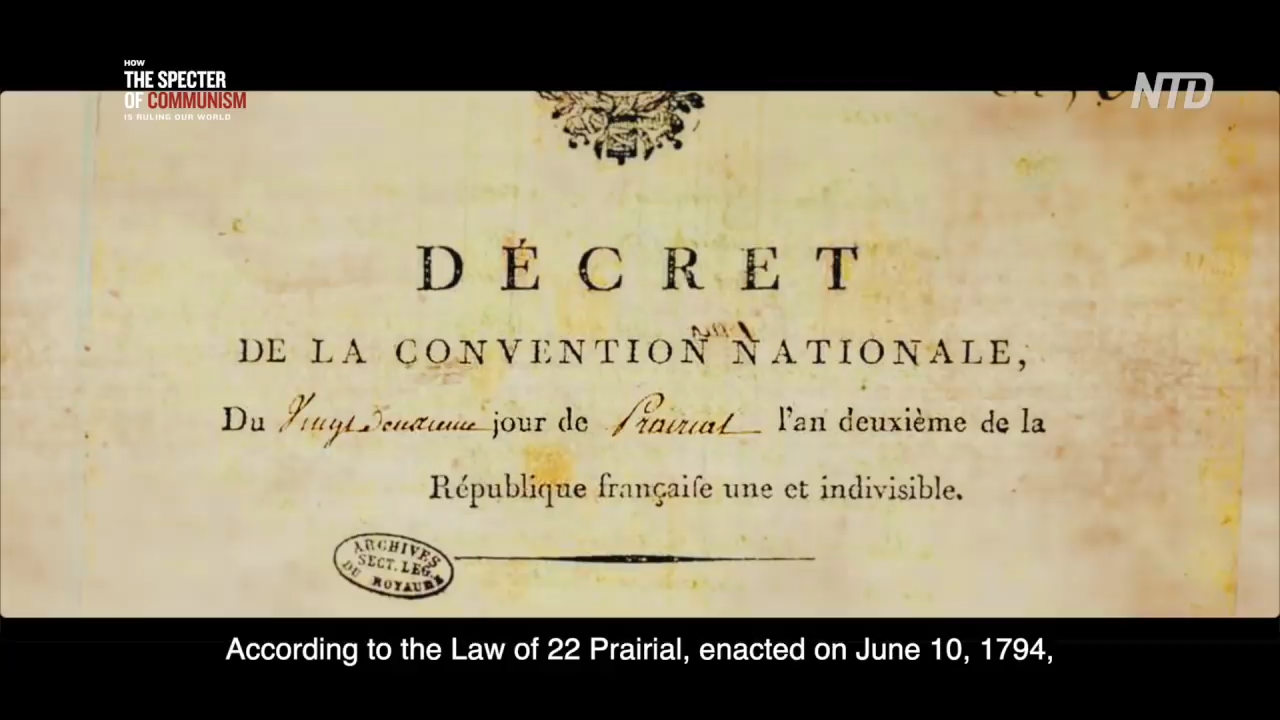 HOW
THE SPECTER
OF COMMUNISM
IS RULING OUR WORLD
NTD
DÉCRET
DE LA CONVENTION NATIONALE,
Du Vingt deuxieme jour de Prairial l'an deuxième de la
République françaiſe une et indivisible.
ARCHIVES
SECT. LEG.
DU ROYAUME
According to the Law of 22 Prairial, enacted on June 10, 1794,